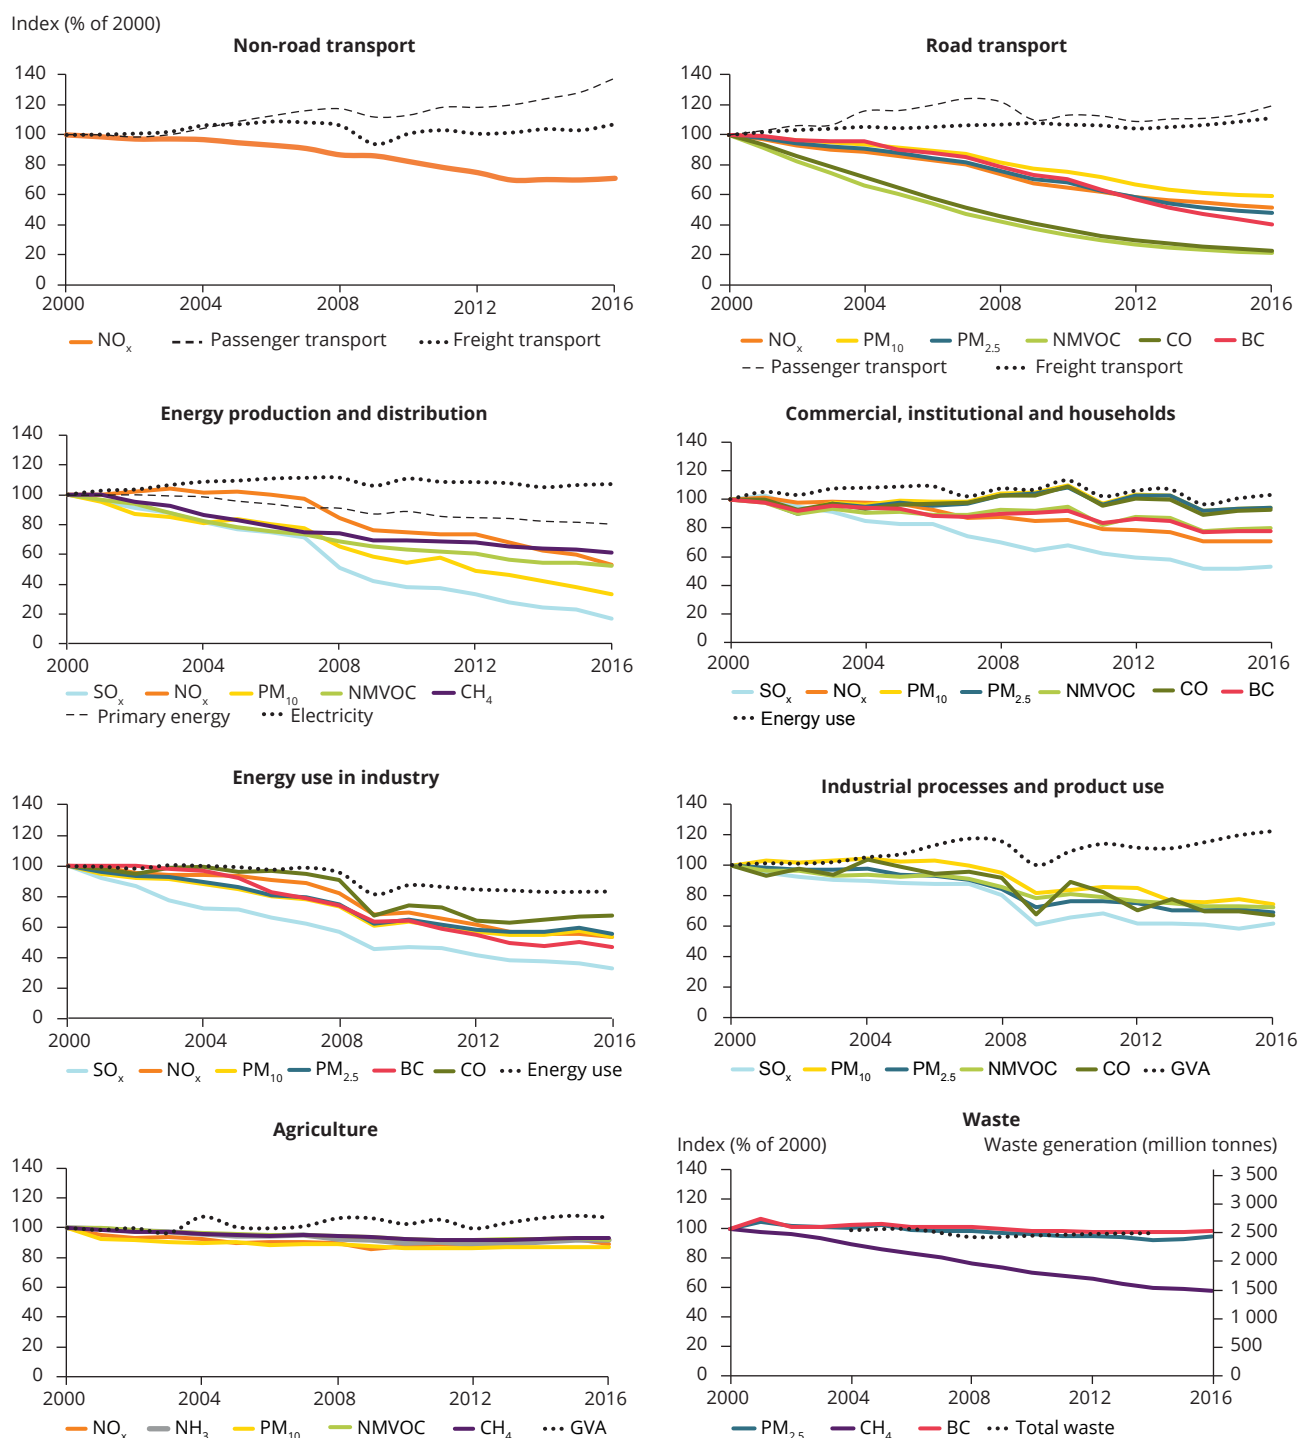 Index (% of 2000)
Non-road transport
140
120
100
80
60
40
20
0
2000 2004 2008 2012 2016
NOx Passenger transport Freight transport
Road transport
140
120
100
80
60
40
20
0
2000 2004 2008 2012 2016
NOx PM10 PM2.5 NMVOC CO BC
Passenger transport Freight transport
Energy production and distribution
140
120
100
80
60
40
20
0
2000 2004 2008 2012 2016
SOx NOx PM10 NMVOC CH4
Primary energy Electricity
Commercial, institutional and households
140
120
100
80
60
40
20
0
2000 2004 2008 2012 2016
SOx NOx PM10 PM2.5 NMVOC CO BC
Energy use
Energy use in industry
140
120
100
80
60
40
20
0
2000 2004 2008 2012 2016
SOx NOx PM10 PM2.5 BC CO Energy use
Industrial processes and product use
140
120
100
80
60
40
20
0
2000 2004 2008 2012 2016
SOx PM10 PM2.5 NMVOC CO GVA
Agriculture
140
120
100
80
60
40
20
0
2000 2004 2008 2012 2016
NOx NH3 PM10 NMVOC CH4 GVA
Waste
Index (% of 2000) Waste generation (million tonnes)
140
120
100
80
60
40
20
0
3 500
3 000
2 500
2 000
1 500
1 000
500
0
2000 2004 2008 2012 2016
PM2.5 CH4 BC Total waste